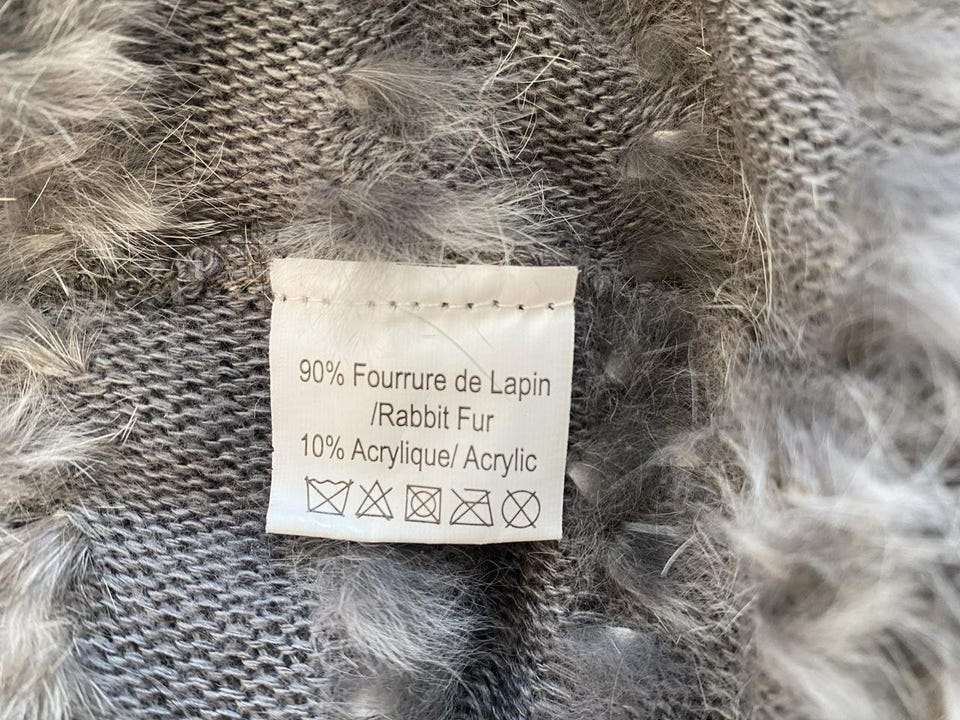 90% Fourrure de Lapin
/Rabbit Fur
10% Acrylique/ Acrylic